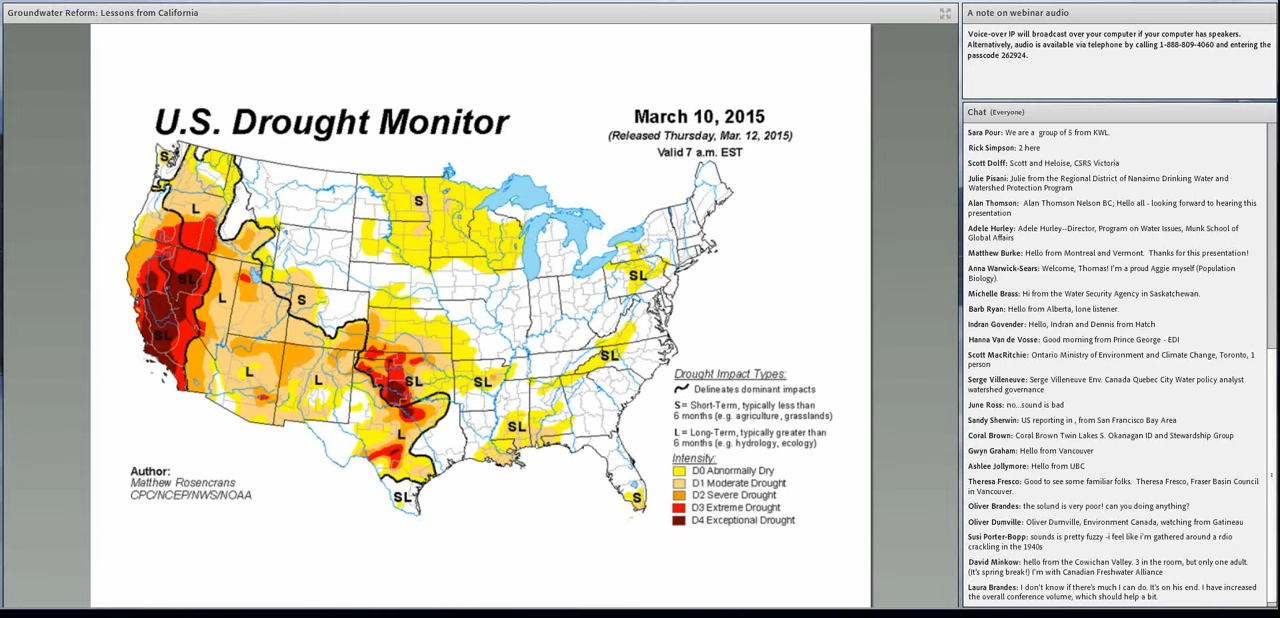 Groundwater Reform: Lessons from California
U.S. Drought Monitor
March 10, 2015
(Released Thursday, Mar. 12, 2015)
Valid 7 a.m. EST
S
L
S
SL
SL
L
S
SL
SL
L
L
SL
SL
SL
L
SL
S
Drought Impact Types:
Delineates dominant impacts
S= Short-Term, typically less than
6 months (e.g. agriculture, grasslands)
L = Long-Term, typically greater than
6 months (e.g. hydrology, ecology)
Intensity:
D0 Abnormally Dry
D1 Moderate Drought
D2 Severe Drought
D3 Extreme Drought
D4 Exceptional Drought
Author:
Matthew Rosencrans
CPC/NCEP/NWS/NOAA
A note on webinar audio
Voice-over IP will broadcast over your computer if your computer has speakers.
Alternatively, audio is available via telephone by calling 1-888-809-4060 and entering the
passcode 262924.
Chat (Everyone)
Sara Pour: We are a group of 5 from KWL.
Rick Simpson: 2 here
Scott Dolff: Scott and Heloise, CSRS Victoria
Julie Pisani: Julie from the Regional District of Nanaimo Drinking Water and
Watershed Protection Program
Alan Thomson: Alan Thomson Nelson BC; Hello all - looking forward to hearing this
presentation
Adele Hurley: Adele Hurley--Director, Program on Water Issues, Munk School of
Global Affairs
Matthew Burke: Hello from Montreal and Vermont. Thanks for this presentation!
Anna Warwick-Sears: Welcome, Thomas! I'm a proud Aggie myself (Population
Biology).
Michelle Brass: Hi from the Water Security Agency in Saskatchewan.
Barb Ryan: Hello from Alberta, lone listener.
Indran Govender: Hello, Indran and Dennis from Hatch
Hanna Van de Vosse: Good morning from Prince George - EDI
Scott MacRitchie: Ontario Ministry of Environment and Climate Change, Toronto, 1
person
Serge Villeneuve: Serge Villeneuve Env. Canada Quebec City Water policy analyst
watershed governance
June Ross: no...sound is bad
Sandy Sherwin: US reporting in , from San Francisco Bay Area
Coral Brown: Coral Brown Twin Lakes S. Okanagan ID and Stewardship Group
Gwyn Graham: Hello from Vancouver
Ashlee Jollymore: Hello from UBC
Theresa Fresco: Good to see some familiar folks. Theresa Fresco, Fraser Basin Council
in Vancouver.
Oliver Brandes: the solund is very poor! can you doing anything?
Oliver Dumville: Oliver Dumville, Environment Canada, watching from Gatineau
Susi Porter-Bopp: sounds is pretty fuzzy -i feel like i'm gathered around a rdio
crackling in the 1940s
David Minkow: hello from the Cowichan Valley. 3 in the room, but only one adult.
(It's spring break!) I'm with Canadian Freshwater Alliance
Laura Brandes: I don't know if there's much I can do. It's on his end. I have increased
the overall conference volume, which should help a bit.